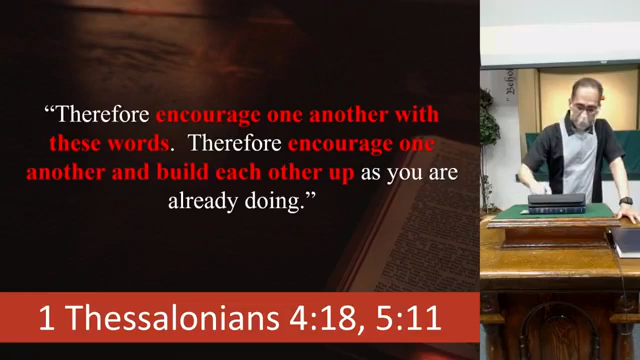 “Therefore encourage one another with
these words.  Therefore encourage one
another and build each other up as you are
already doing.”
1 Thessalonians 4:18, 5:11